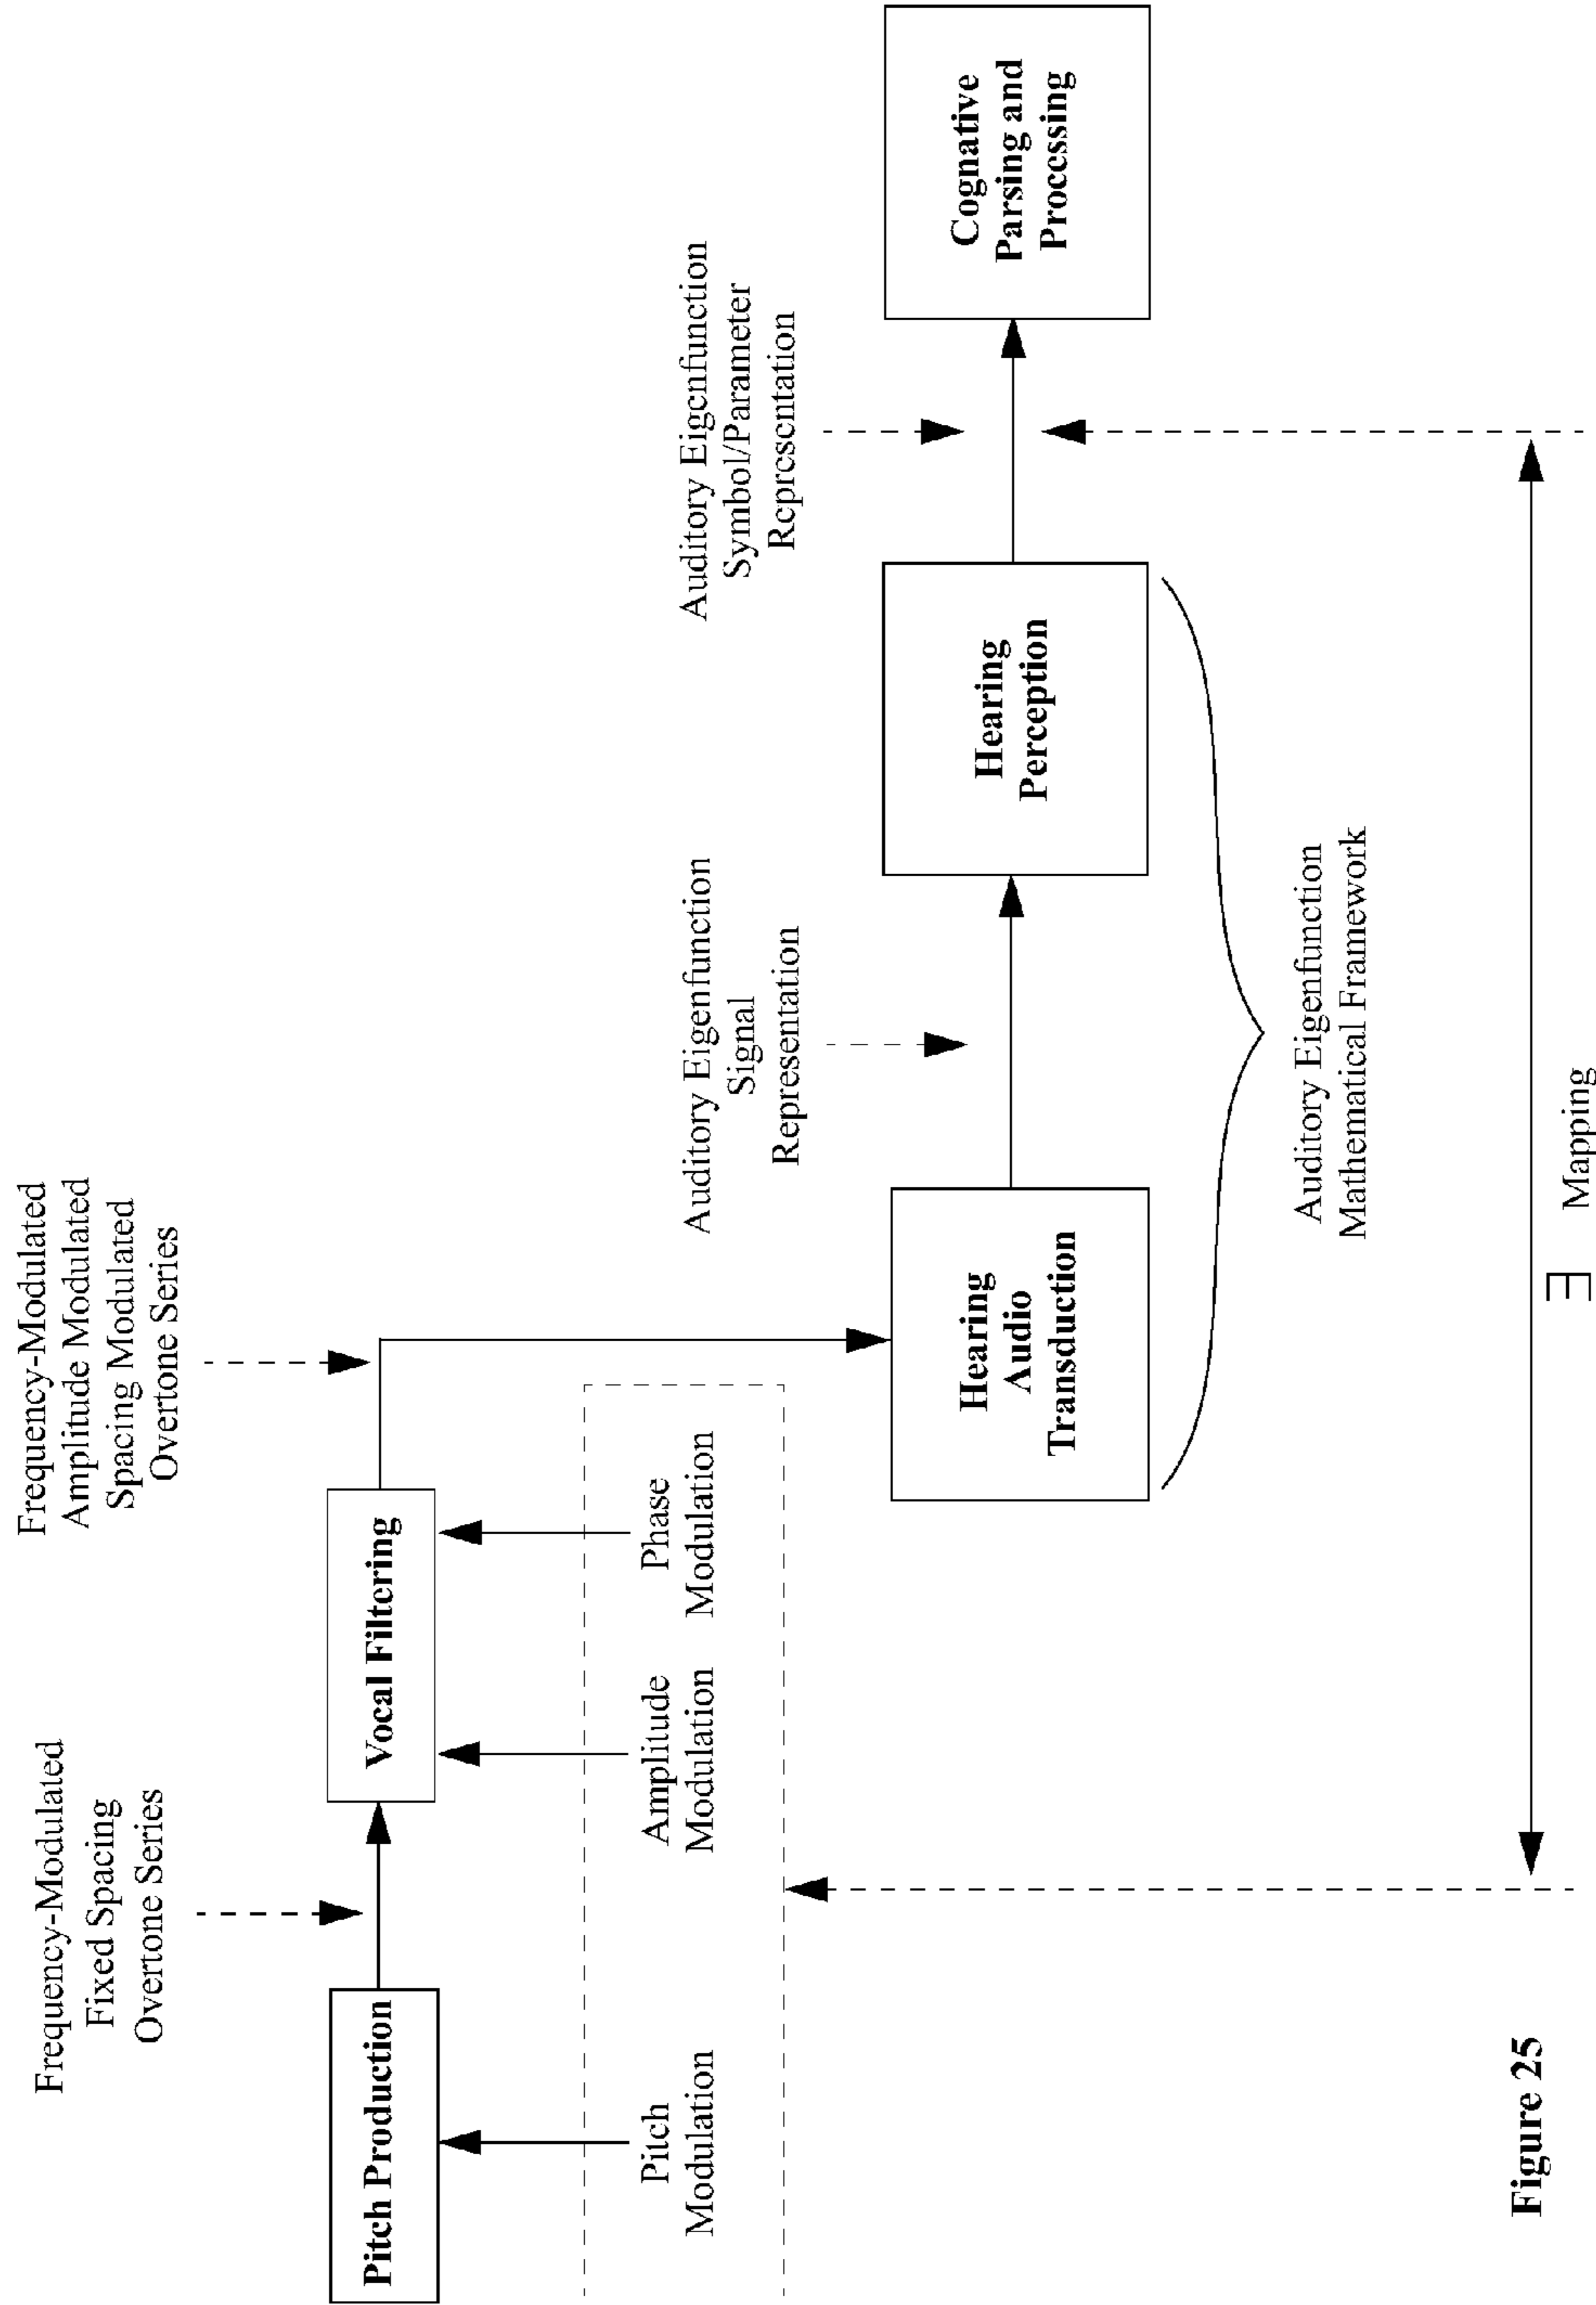 Frequency-Modulated
Fixed Spacing
Overtone Series
Frequency-Modulated
Amplitude Modulated
Spacing Modulated
Overtone Series
Pitch Production
Vocal Filtering
Pitch
Modulation
Amplitude
Modulation
Phase
Modulation
Auditory Eigenfunction
Signal
Representation
Auditory Eigenfunction
Symbol/Parameter
Representation
Hearing
Audio
Transduction
Hearing
Perception
Cognative
Parsing and
Processing
Auditory Eigenfunction
Mathematical Framework
∃ Mapping
Figure 25